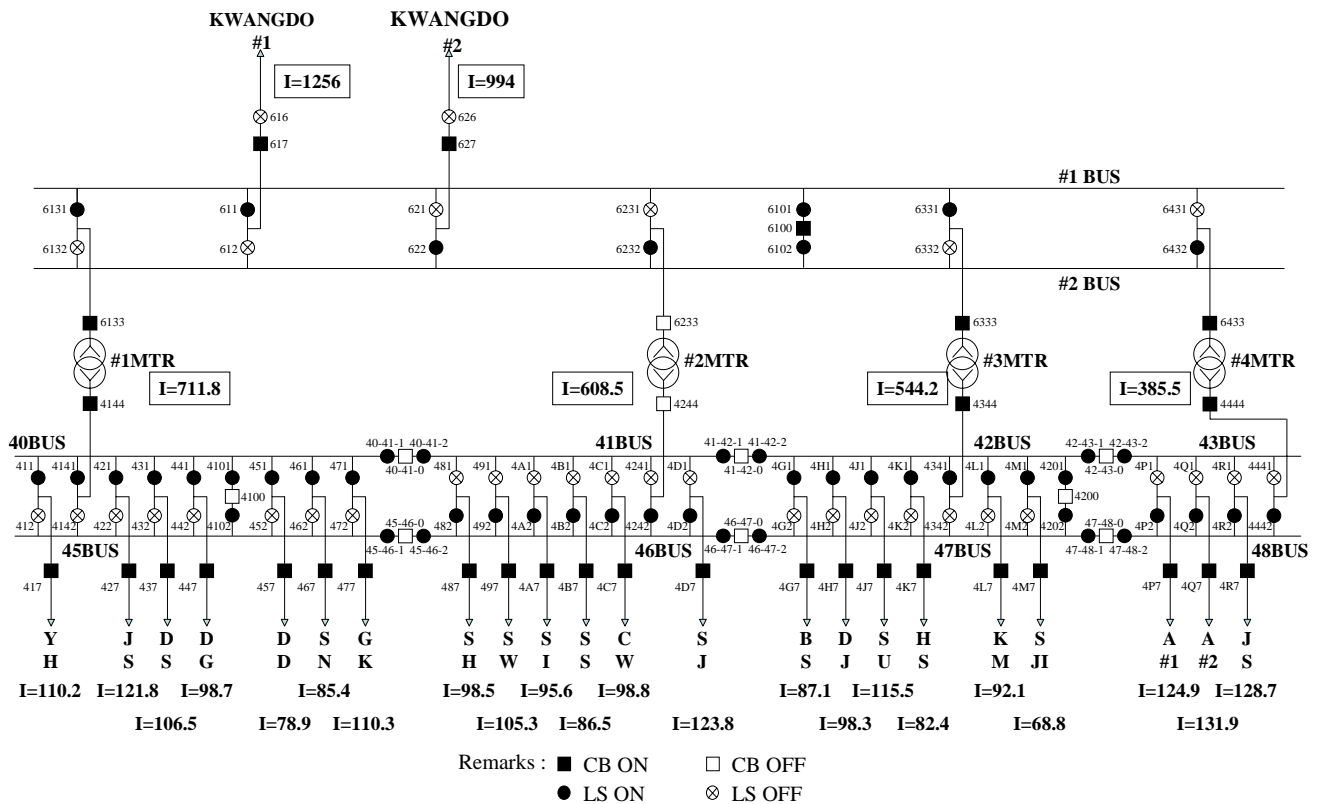 KWANGDO KWANGDO
#1 #2
I=1256 I=994
616 626
617 627
#1 BUS
6131 611 621 6231 6101 6331 6431
6100
6132 612 622 6232 6102 6332 6432
#2 BUS
6133 6233 6333 6433
#1MTR #2MTR #3MTR #4MTR
I=711.8 I=608.5 I=544.2 I=385.5
4144 4244 4344 4444
40BUS 40-41-1 40-41-2 41BUS 41-42-1 41-42-2 42BUS 42-43-1 42-43-2 43BUS
40-41-0 41-42-0 42-43-0
411 4141 421 431 441 4101 451 461 471 481 491 4A1 4B1 4C1 4241 4D1 4G1 4H1 4J1 4K1 4341 4L1 4M1 4201 4P1 4Q1 4R1 4441
4100 4200
412 4142 422 432 442 4102 452 462 472 482 492 4A2 4B2 4C2 4242 4D2 4G2 4H2 4J2 4K2 4342 4L2 4M2 4202 4P2 4Q2 4R2 4442
45-46-0 46-47-0 47-48-0
45BUS 45-46-1 45-46-2 46BUS 46-47-1 46-47-2 47BUS 47-48-1 47-48-2 48BUS
417 427 437 447 457 467 477 487 497 4A7 4B7 4C7 4D7 4G7 4H7 4J7 4K7 4L7 4M7 4P7 4Q7 4R7
Y J D D D S G S S S S C S B D S H K S A A J
H S S G D N K H W I S W J S J U S M JI #1 #2 S
I=110.2 I=121.8 I=98.7 I=85.4 I=98.5 I=95.6 I=98.8 I=87.1 I=115.5 I=92.1 I=124.9 I=128.7
I=106.5 I=78.9 I=110.3 I=105.3 I=86.5 I=123.8 I=98.3 I=82.4 I=68.8 I=131.9
Remarks : CB ON CB OFF
LS ON LS OFF